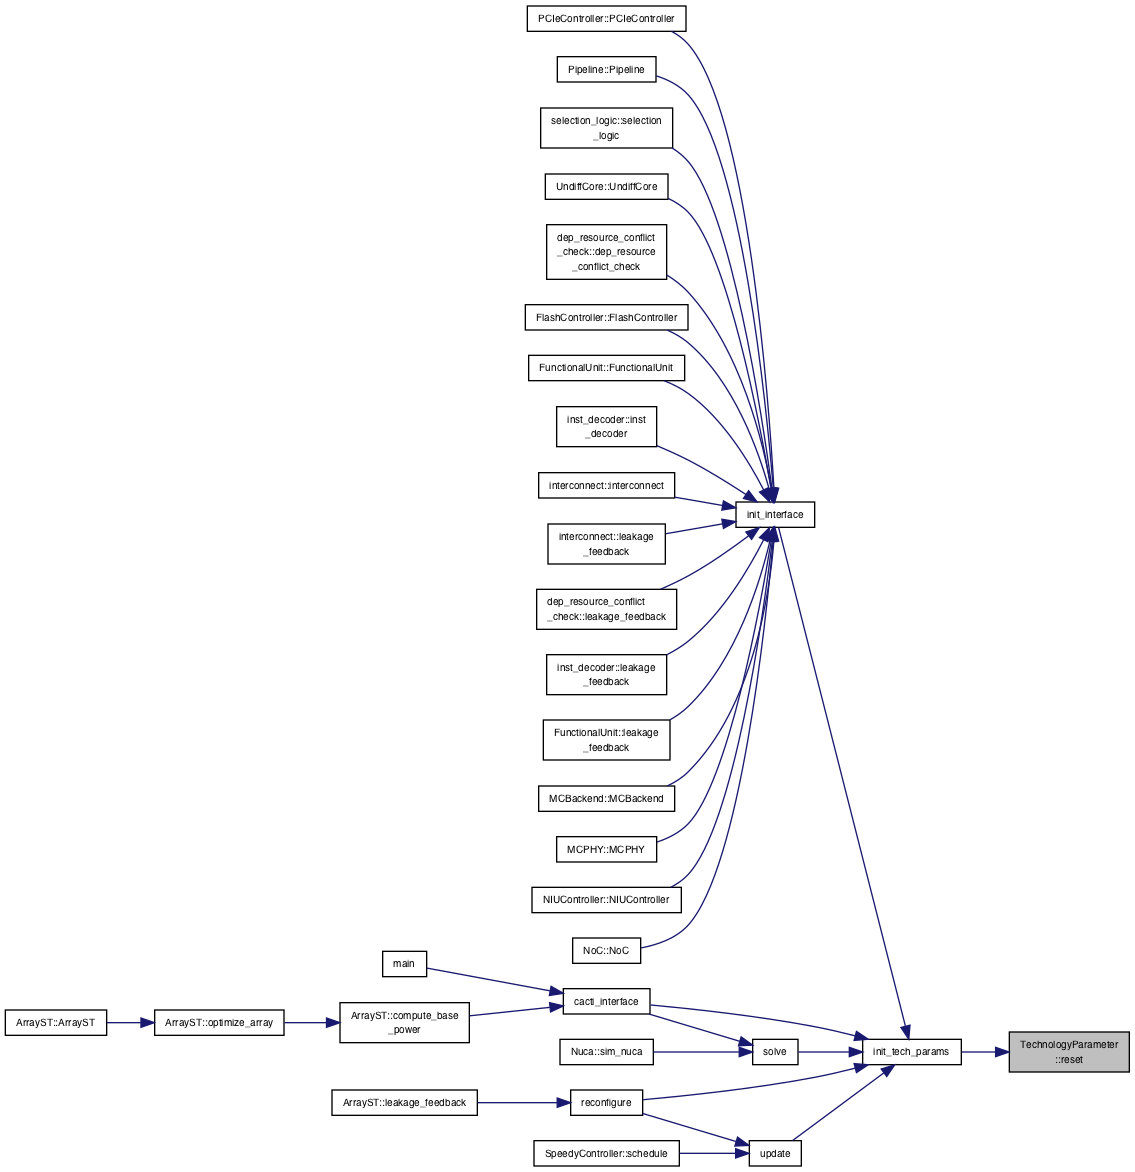 PCIeController::PCIeController
Pipeline::Pipeline
selection_logic::selection
_logic
UndiffCore::UndiffCore
dep_resource_conflict
_check::dep_resource
_conflict_check
FlashController::FlashController
FunctionalUnit::FunctionalUnit
inst_decoder::inst
_decoder
interconnect::interconnect
init_interface
interconnect::leakage
_feedback
dep_resource_conflict
_check::leakage_feedback
inst_decoder::leakage
_feedback
FunctionalUnit::leakage
_feedback
MCBackend::MCBackend
MCPHY::MCPHY
NIUController::NIUController
NoC::NoC
main
cacti_interface
ArrayST::ArrayST
ArrayST::optimize_array
ArrayST::compute_base
_power
Nuca::sim_nuca
solve
init_tech_params
TechnologyParameter
::reset
ArrayST::leakage_feedback
reconfigure
SpeedyController::schedule
update